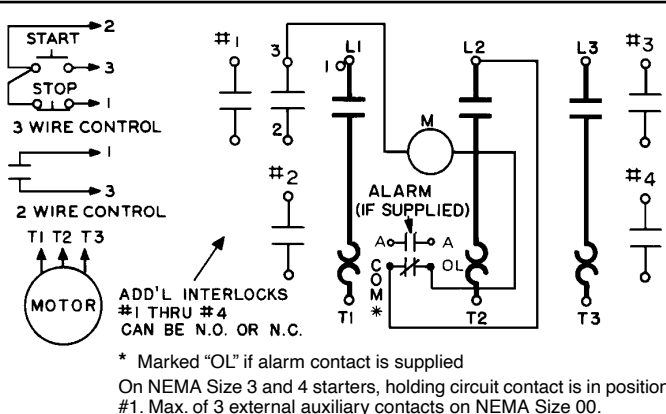 2
START
3
STOP
1
3 WIRE CONTROL
1
3
2 WIRE CONTROL
T1 T2 T3
MOTOR
#1
3
2
#2
ADD'L INTERLOCKS
#1 THRU #4
CAN BE N.O. OR N.C.
L1
1
L2
L3
M
ALARM
(IF SUPPLIED)
A A
COM*
OL
T1
T2
T3
#3
#4
* Marked “OL” if alarm contact is supplied
On NEMA Size 3 and 4 starters, holding circuit contact is in position
#1. Max. of 3 external auxiliary contacts on NEMA Size 00.